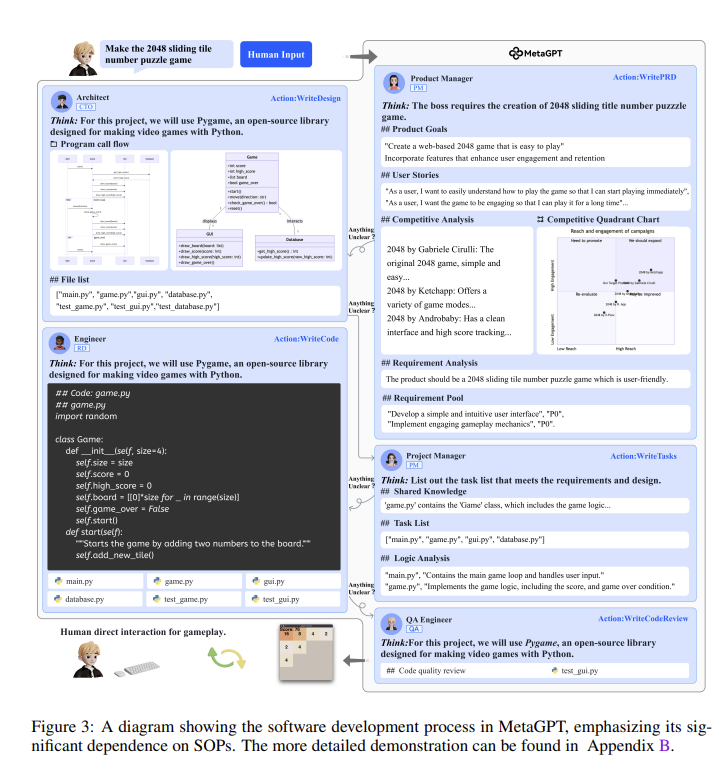 Make the 2048 sliding tile
number puzzle game
Human Input
MetaGPT
Architect
CTO
Action:WriteDesign
Think: For this project, we will use Pygame, an open-source library
designed for making video games with Python.
Program call flow
Game
+int score
+int high_score
+list board
+bool game_over
+start()
+move(direction: str)
+check_game_over() : bool
+reset()
displays
interacts
GUI
+draw_board(board: list)
+draw_score(score: int)
+draw_high_score(high_score: int)
+draw_game_over()
Database
+get_high_score() : int
+update_high_score(new_high_score: int)
## File list
["main.py", "game.py","gui.py", "database.py",
"test_game.py", "test_gui.py","test_database.py"]
Engineer
RD
Action:WriteCode
Think: For this project, we will use Pygame, an open-source library
designed for making video games with Python.
## Code: game.py
## game.py
import random
class Game:
def __init__(self, size=4):
self.size = size
self.score = 0
self.high_score = 0
self.board = [[0]*size for _ in range(size)]
self.game_over = False
self.start()
def start(self):
"""Starts the game by adding two numbers to the board."""
self.add_new_tile()
main.py
game.py
gui.py
database.py
test_game.py
test_gui.py
Human direct interaction for gameplay.
16 8 4 2
2 4
4
Anything
Unclear ?
Anything
Unclear ?
Anything
Unclear ?
Anything
Unclear ?
Product Manager
PM
Action:WritePRD
Think: The boss requires the creation of 2048 sliding title number puzzzle
game.
## Product Goals
"Create a web-based 2048 game that is easy to play"
Incorporate features that enhance user engagement and retention
## User Stories
"As a user, I want to easily understand how to play the game so that I can start playing immediately",
"As a user, I want the game to be engaging so that I can play it for a long time"...
## Competitive Analysis
2048 by Gabriele Cirulli: The
original 2048 game, simple and
easy...
2048 by Ketchapp: Offers a
variety of game modes...
2048 by Androbaby: Has a clean
interface and high score tracking...
Competitive Quadrant Chart
Reach and engagement of campaigns
Need to promote
We should expand
Re-evaluate
High Engagement
Low Engagement
Low Reach
High Reach
## Requirement Analysis
The product should be a 2048 sliding tile number puzzle game which is user-friendly.
## Requirement Pool
"Develop a simple and intuitive user interface", "P0",
"Implement engaging gameplay mechanics", "P0".
Project Manager
PM
Action:WriteTasks
Think: List out the task list that meets the requirements and design.
## Shared Knowledge
'game.py' contains the 'Game' class, which includes the game logic...
## Task List
["main.py", "game.py", "gui.py", "database.py"]
## Logic Analysis
"main.py", "Contains the main game loop and handles user input."
"game.py", "Implements the game logic, including the score, and game over condition."
QA Engineer
QA
Action:WriteCodeReview
Think:For this project, we will use Pygame, an open-source library
designed for making video games with Python.
## Code quality review
test_gui.py
Figure 3: A diagram showing the software development process in MetaGPT, emphasizing its sig-
nificant dependence on SOPs. The more detailed demonstration can be found in Appendix B.